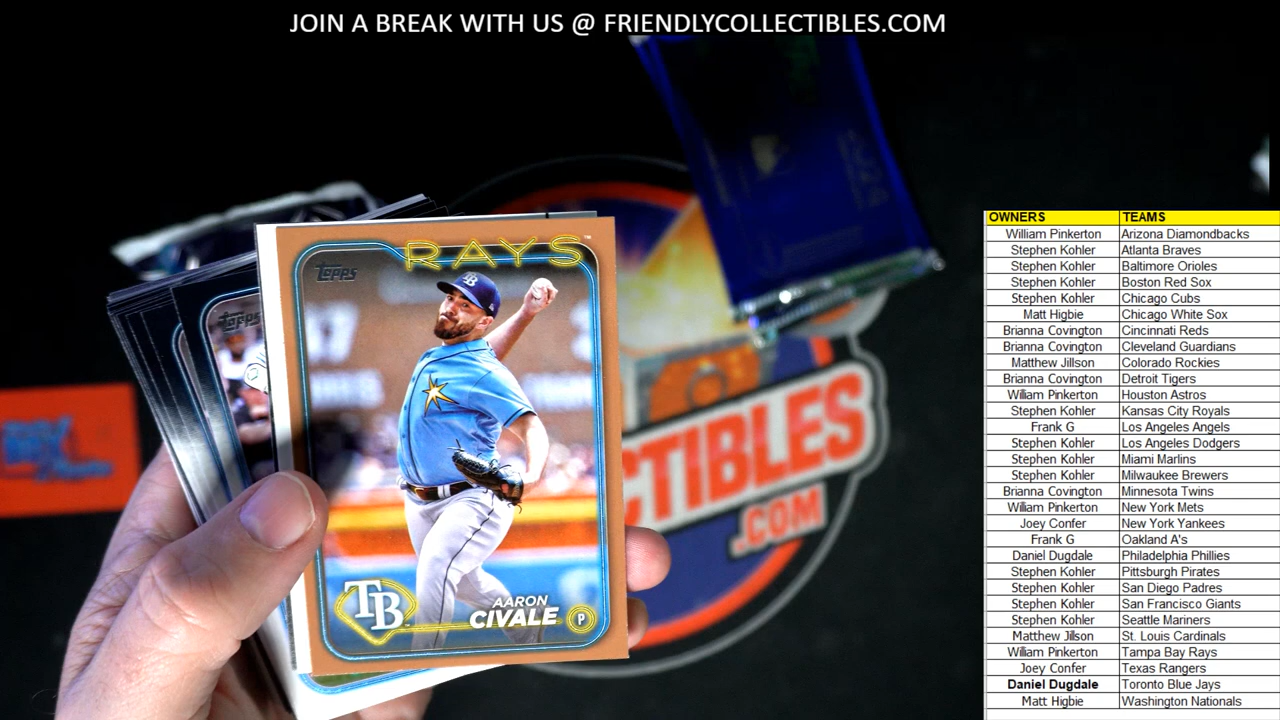 JOIN A BREAK WITH US @ FRIENDLYCOLLECTIBLES.COM
RAYS™
Topps
Topps
TB
AARON
CIVALE
P
CTIBLES
.COM
OWNERS TEAMS
William Pinkerton Arizona Diamondbacks
Stephen Kohler Atlanta Braves
Stephen Kohler Baltimore Orioles
Stephen Kohler Boston Red Sox
Stephen Kohler Chicago Cubs
Matt Higbie Chicago White Sox
Brianna Covington Cincinnati Reds
Brianna Covington Cleveland Guardians
Matthew Jillson Colorado Rockies
Brianna Covington Detroit Tigers
William Pinkerton Houston Astros
Stephen Kohler Kansas City Royals
Frank G Los Angeles Angels
Stephen Kohler Los Angeles Dodgers
Stephen Kohler Miami Marlins
Stephen Kohler Milwaukee Brewers
Brianna Covington Minnesota Twins
William Pinkerton New York Mets
Joey Confer New York Yankees
Frank G Oakland A's
Daniel Dugdale Philadelphia Phillies
Stephen Kohler Pittsburgh Pirates
Stephen Kohler San Diego Padres
Stephen Kohler San Francisco Giants
Stephen Kohler Seattle Mariners
Matthew Jillson St. Louis Cardinals
William Pinkerton Tampa Bay Rays
Joey Confer Texas Rangers
Daniel Dugdale Toronto Blue Jays
Matt Higbie Washington Nationals